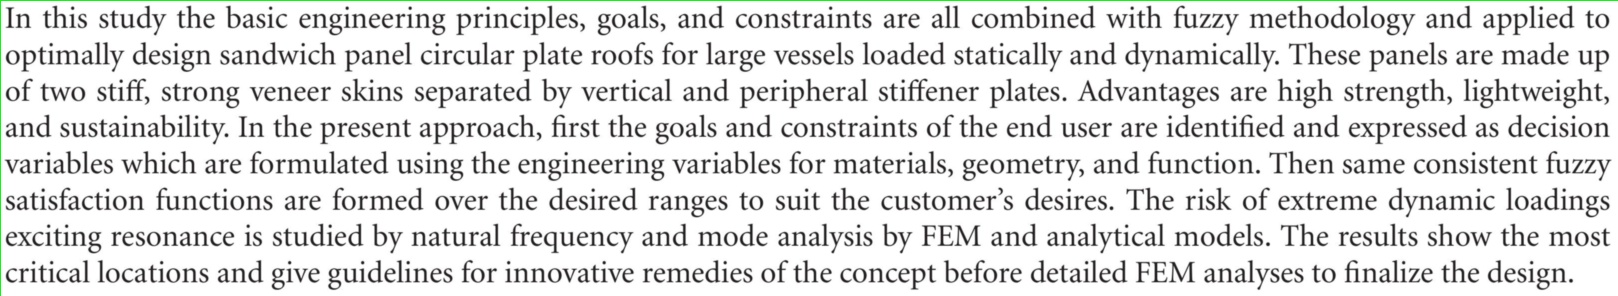 In this study the basic engineering principles, goals, and constraints are all combined with fuzzy methodology and applied to
optimally design sandwich panel circular plate roofs for large vessels loaded statically and dynamically. These panels are made up
of two stiff, strong veneer skins separated by vertical and peripheral stiffener plates. Advantages are high strength, lightweight,
and sustainability. In the present approach, first the goals and constraints of the end user are identified and expressed as decision
variables which are formulated using the engineering variables for materials, geometry, and function. Then same consistent fuzzy
satisfaction functions are formed over the desired ranges to suit the customer's desires. The risk of extreme dynamic loadings
exciting resonance is studied by natural frequency and mode analysis by FEM and analytical models. The results show the most
critical locations and give guidelines for innovative remedies of the concept before detailed FEM analyses to finalize the design.